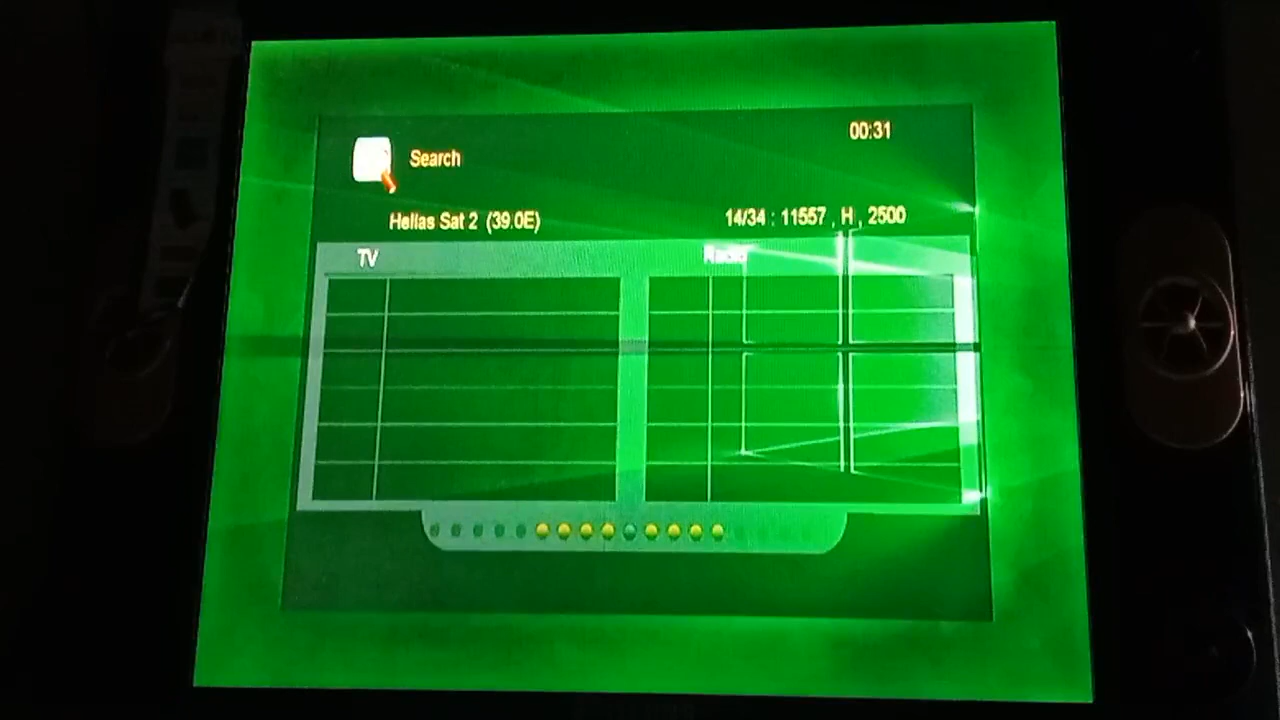 00:31
Search
Hellas Sat 2 (39.0E)
14/34 : 11557 , H , 2500
TV
Radio